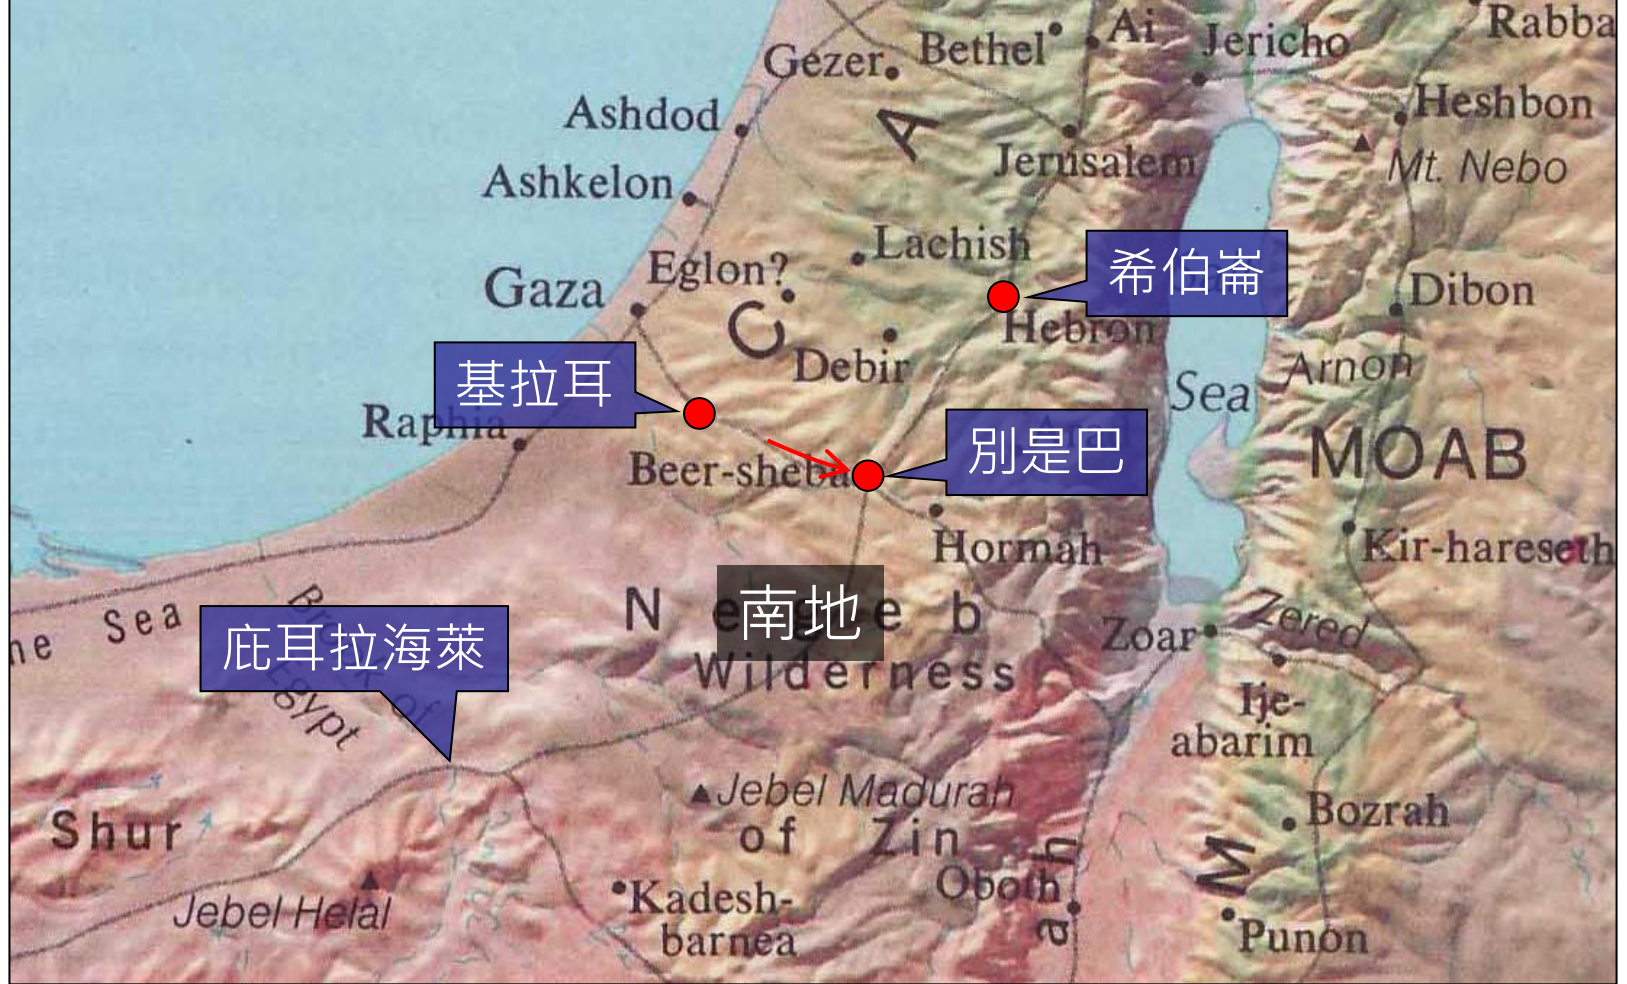 Rabba
Ai
Jericho
Bethel
Gezer
Heshbon
Ashdod
A
Jerusalem
Mt. Nebo
Ashkelon
Lachish
希伯崙
Eglon?
Gaza
Dibon
C
Hebron
Debir
Arnon
基拉耳
Sea
Raphia
別是巴
MOAB
Beer-sheba
Hormah
Kir-hareseth
N e g e b
南地
Sea
Zered
Zoar
庇耳拉海萊
Wilderness
Brook of
Egypt
Ije-
abarim
Jebel Madurah
Shur
of Zin
Bozrah
M
Oboth
Kadesh-
barnea
Jebel Helal
a h
Punon